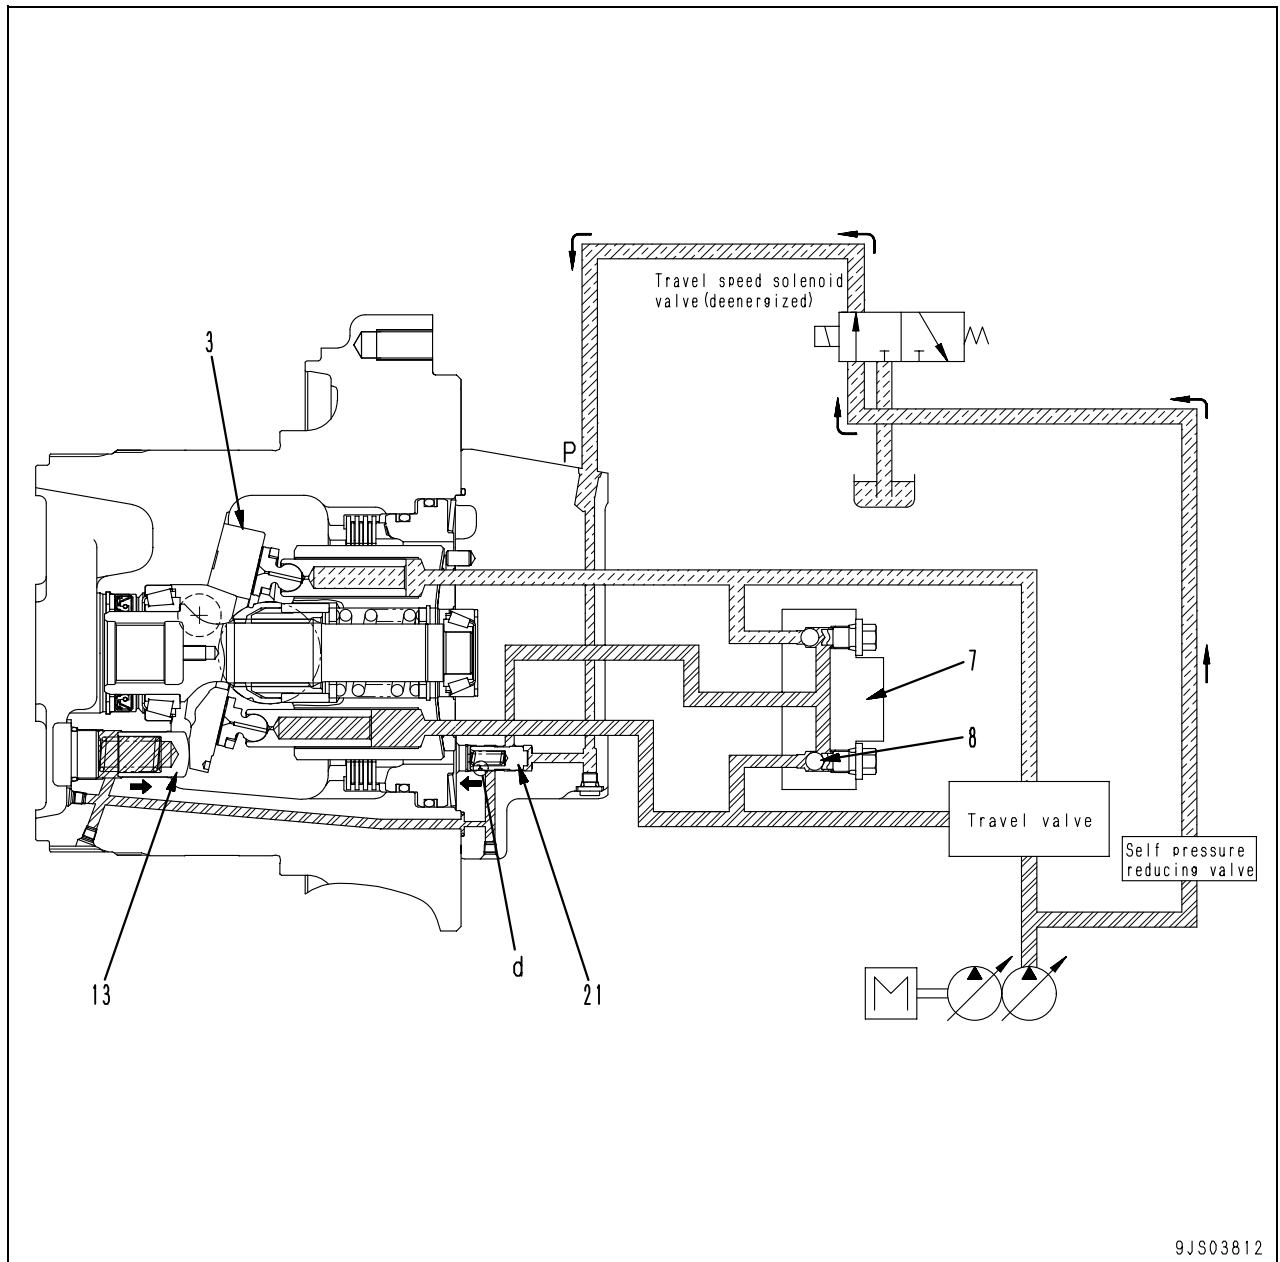 Travel speed solenoid
valve(deenergized)
3
P
7
8
Travel valve
Self pressure
reducing valve
d
13
21
M
9JS03812